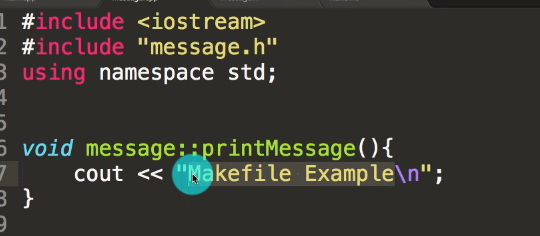 1 #include <iostream>
2 #include "message.h"
3 using namespace std;
4
5
6 void message::printMessage(){
7     cout << "Makefile Example\n";
8 }
9